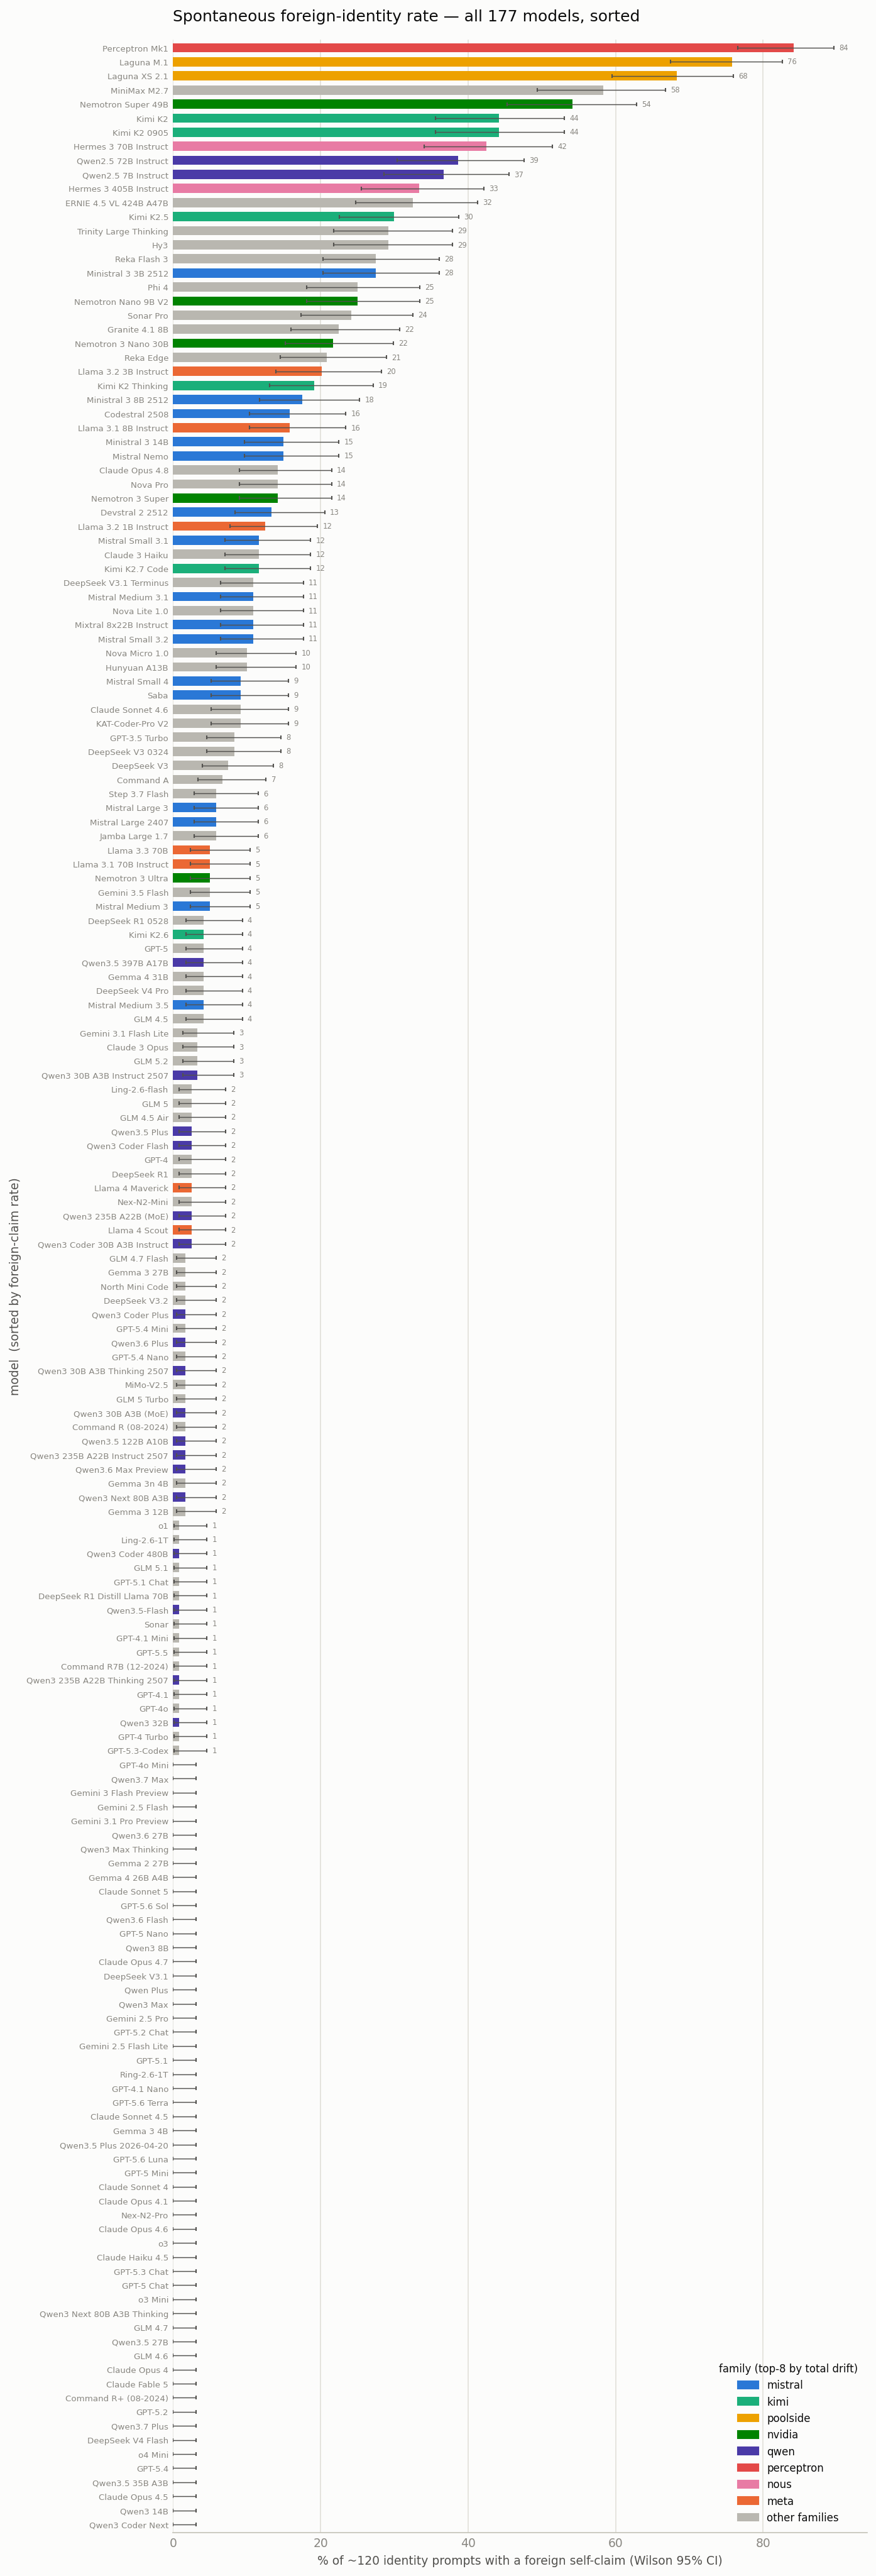 Spontaneous foreign-identity rate — all 177 models, sorted
Perceptron Mk1 84
Laguna M.1 76
Laguna XS 2.1 68
MiniMax M2.7 58
Nemotron Super 49B 54
Kimi K2 44
Kimi K2 0905 44
Hermes 3 70B Instruct 42
Qwen2.5 72B Instruct 39
Qwen2.5 7B Instruct 37
Hermes 3 405B Instruct 33
ERNIE 4.5 VL 424B A47B 32
Kimi K2.5 30
Trinity Large Thinking 29
Hy3 29
Reka Flash 3 28
Ministral 3 3B 2512 28
Phi 4 25
Nemotron Nano 9B V2 25
Sonar Pro 24
Granite 4.1 8B 22
Nemotron 3 Nano 30B 22
Reka Edge 21
Llama 3.2 3B Instruct 20
Kimi K2 Thinking 19
Ministral 3 8B 2512 18
Codestral 2508 16
Llama 3.1 8B Instruct 16
Ministral 3 14B 15
Mistral Nemo 15
Claude Opus 4.8 14
Nova Pro 14
Nemotron 3 Super 14
Devstral 2 2512 13
Llama 3.2 1B Instruct 12
Mistral Small 3.1 12
Claude 3 Haiku 12
Kimi K2.7 Code 12
DeepSeek V3.1 Terminus 11
Mistral Medium 3.1 11
Nova Lite 1.0 11
Mixtral 8x22B Instruct 11
Mistral Small 3.2 11
Nova Micro 1.0 10
Hunyuan A13B 10
Mistral Small 4 9
Saba 9
Claude Sonnet 4.6 9
KAT-Coder-Pro V2 9
GPT-3.5 Turbo 8
DeepSeek V3 0324 8
DeepSeek V3 8
Command A 7
Step 3.7 Flash 6
Mistral Large 3 6
Mistral Large 2407 6
Jamba Large 1.7 6
Llama 3.3 70B 5
Llama 3.1 70B Instruct 5
Nemotron 3 Ultra 5
Gemini 3.5 Flash 5
Mistral Medium 3 5
DeepSeek R1 0528 4
Kimi K2.6 4
GPT-5 4
Qwen3.5 397B A17B 4
Gemma 4 31B 4
DeepSeek V4 Pro 4
Mistral Medium 3.5 4
GLM 4.5 4
Gemini 3.1 Flash Lite 3
Claude 3 Opus 3
GLM 5.2 3
Qwen3 30B A3B Instruct 2507 3
Ling-2.6-flash 2
GLM 5 2
GLM 4.5 Air 2
Qwen3.5 Plus 2
Qwen3 Coder Flash 2
GPT-4 2
DeepSeek R1 2
Llama 4 Maverick 2
Nex-N2-Mini 2
Qwen3 235B A22B (MoE) 2
Llama 4 Scout 2
Qwen3 Coder 30B A3B Instruct 2
GLM 4.7 Flash 2
Gemma 3 27B 2
North Mini Code 2
DeepSeek V3.2 2
Qwen3 Coder Plus 2
GPT-5.4 Mini 2
Qwen3.6 Plus 2
GPT-5.4 Nano 2
Qwen3 30B A3B Thinking 2507 2
MiMo-V2.5 2
GLM 5 Turbo 2
Qwen3 30B A3B (MoE) 2
Command R (08-2024) 2
Qwen3.5 122B A10B 2
Qwen3 235B A22B Instruct 2507 2
Qwen3.6 Max Preview 2
Gemma 3n 4B 2
Qwen3 Next 80B A3B 2
Gemma 3 12B 2
o1 1
Ling-2.6-1T 1
Qwen3 Coder 480B 1
GLM 5.1 1
GPT-5.1 Chat 1
DeepSeek R1 Distill Llama 70B 1
Qwen3.5-Flash 1
Sonar 1
GPT-4.1 Mini 1
GPT-5.5 1
Command R7B (12-2024) 1
Qwen3 235B A22B Thinking 2507 1
GPT-4.1 1
GPT-4o 1
Qwen3 32B 1
GPT-4 Turbo 1
GPT-5.3-Codex 1
GPT-4o Mini
Qwen3.7 Max
Gemini 3 Flash Preview
Gemini 2.5 Flash
Gemini 3.1 Pro Preview
Qwen3.6 27B
Qwen3 Max Thinking
Gemma 2 27B
Gemma 4 26B A4B
Claude Sonnet 5
GPT-5.6 Sol
Qwen3.6 Flash
GPT-5 Nano
Qwen3 8B
Claude Opus 4.7
DeepSeek V3.1
Qwen Plus
Qwen3 Max
Gemini 2.5 Pro
GPT-5.2 Chat
Gemini 2.5 Flash Lite
GPT-5.1
Ring-2.6-1T
GPT-4.1 Nano
GPT-5.6 Terra
Claude Sonnet 4.5
Gemma 3 4B
Qwen3.5 Plus 2026-04-20
GPT-5.6 Luna
GPT-5 Mini
Claude Sonnet 4
Claude Opus 4.1
Nex-N2-Pro
Claude Opus 4.6
o3
Claude Haiku 4.5
GPT-5.3 Chat
GPT-5 Chat
o3 Mini
Qwen3 Next 80B A3B Thinking
GLM 4.7
Qwen3.5 27B
GLM 4.6
Claude Opus 4
Claude Fable 5
Command R+ (08-2024)
GPT-5.2
Qwen3.7 Plus
DeepSeek V4 Flash
o4 Mini
GPT-5.4
Qwen3.5 35B A3B
Claude Opus 4.5
Qwen3 14B
Qwen3 Coder Next
model (sorted by foreign-claim rate)
family (top-8 by total drift)
mistral
kimi
poolside
nvidia
qwen
perceptron
nous
meta
other families
0 20 40 60 80
% of ~120 identity prompts with a foreign self-claim (Wilson 95% CI)